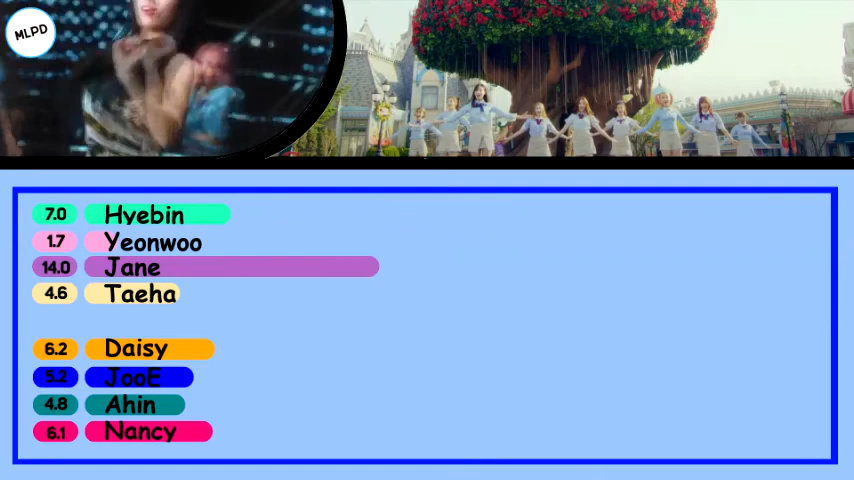 MLPD
7.0 Hyebin
1.7 Yeonwoo
14.0 Jane
4.6 Taeha
6.2 Daisy
5.2 JooE
4.8 Ahin
6.1 Nancy